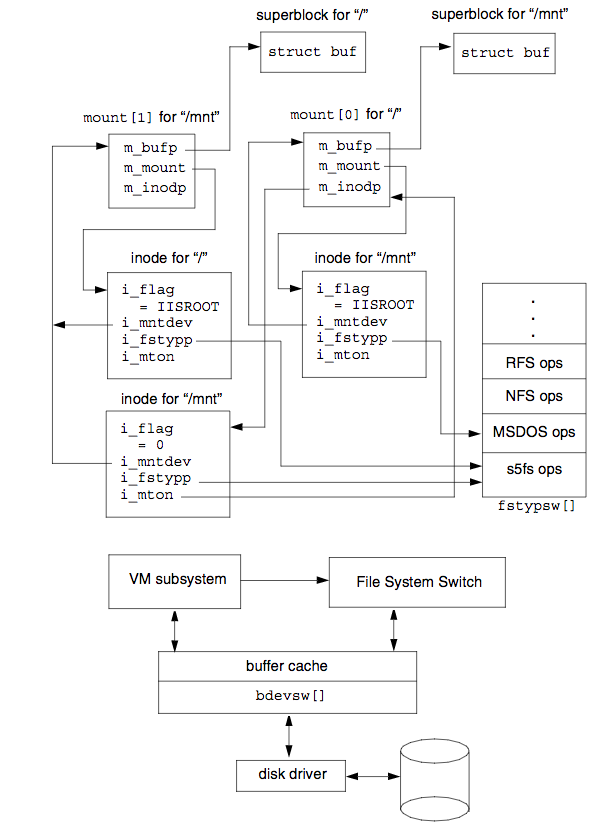 superblock for “/”
superblock for “/mnt”
struct buf
struct buf
mount[1] for “/mnt”
mount[0] for “/”
m_bufp
m_mount
m_inodp
m_bufp
m_mount
m_inodp
inode for “/”
inode for “/mnt”
i_flag
= IISROOT
i_mntdev
i_fstypp
i_mton
i_flag
= IISROOT
i_mntdev
i_fstypp
i_mton
.
.
.
RFS ops
NFS ops
MSDOS ops
s5fs ops
fstypsw[]
inode for “/mnt”
i_flag
= 0
i_mntdev
i_fstypp
i_mton
VM subsystem
File System Switch
buffer cache
bdevsw[]
disk driver